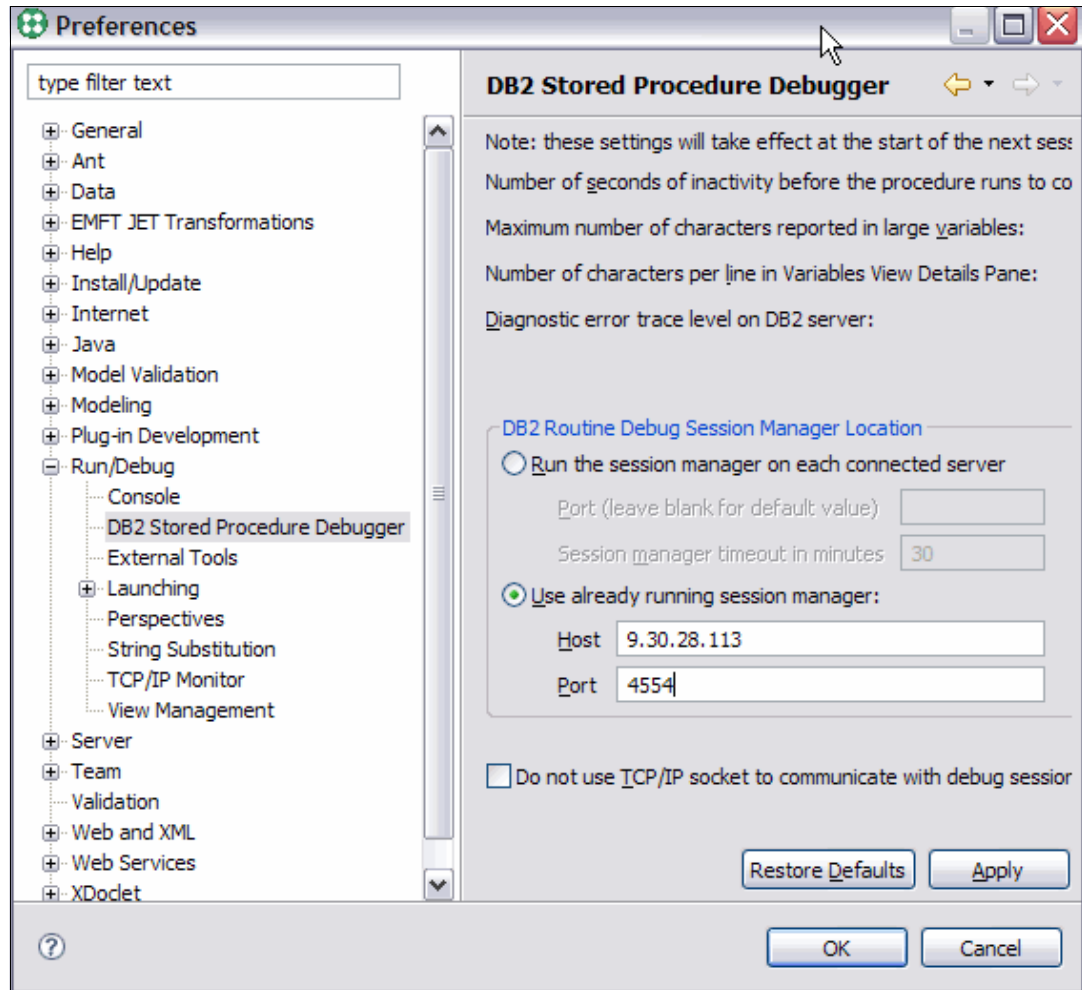 Preferences
type filter text
General
Ant
Data
EMFT JET Transformations
Help
Install/Update
Internet
Java
Model Validation
Modeling
Plug-in Development
Run/Debug
Console
DB2 Stored Procedure Debugger
External Tools
Launching
Perspectives
String Substitution
TCP/IP Monitor
View Management
Server
Team
Validation
Web and XML
Web Services
XDoclet
DB2 Stored Procedure Debugger
Note: these settings will take effect at the start of the next sess
Number of seconds of inactivity before the procedure runs to co
Maximum number of characters reported in large variables:
Number of characters per line in Variables View Details Pane:
Diagnostic error trace level on DB2 server:
DB2 Routine Debug Session Manager Location
Run the session manager on each connected server
Port (leave blank for default value)
Session manager timeout in minutes 30
Use already running session manager:
Host 9.30.28.113
Port 4554
Do not use TCP/IP socket to communicate with debug session
Restore Defaults Apply
? OK Cancel